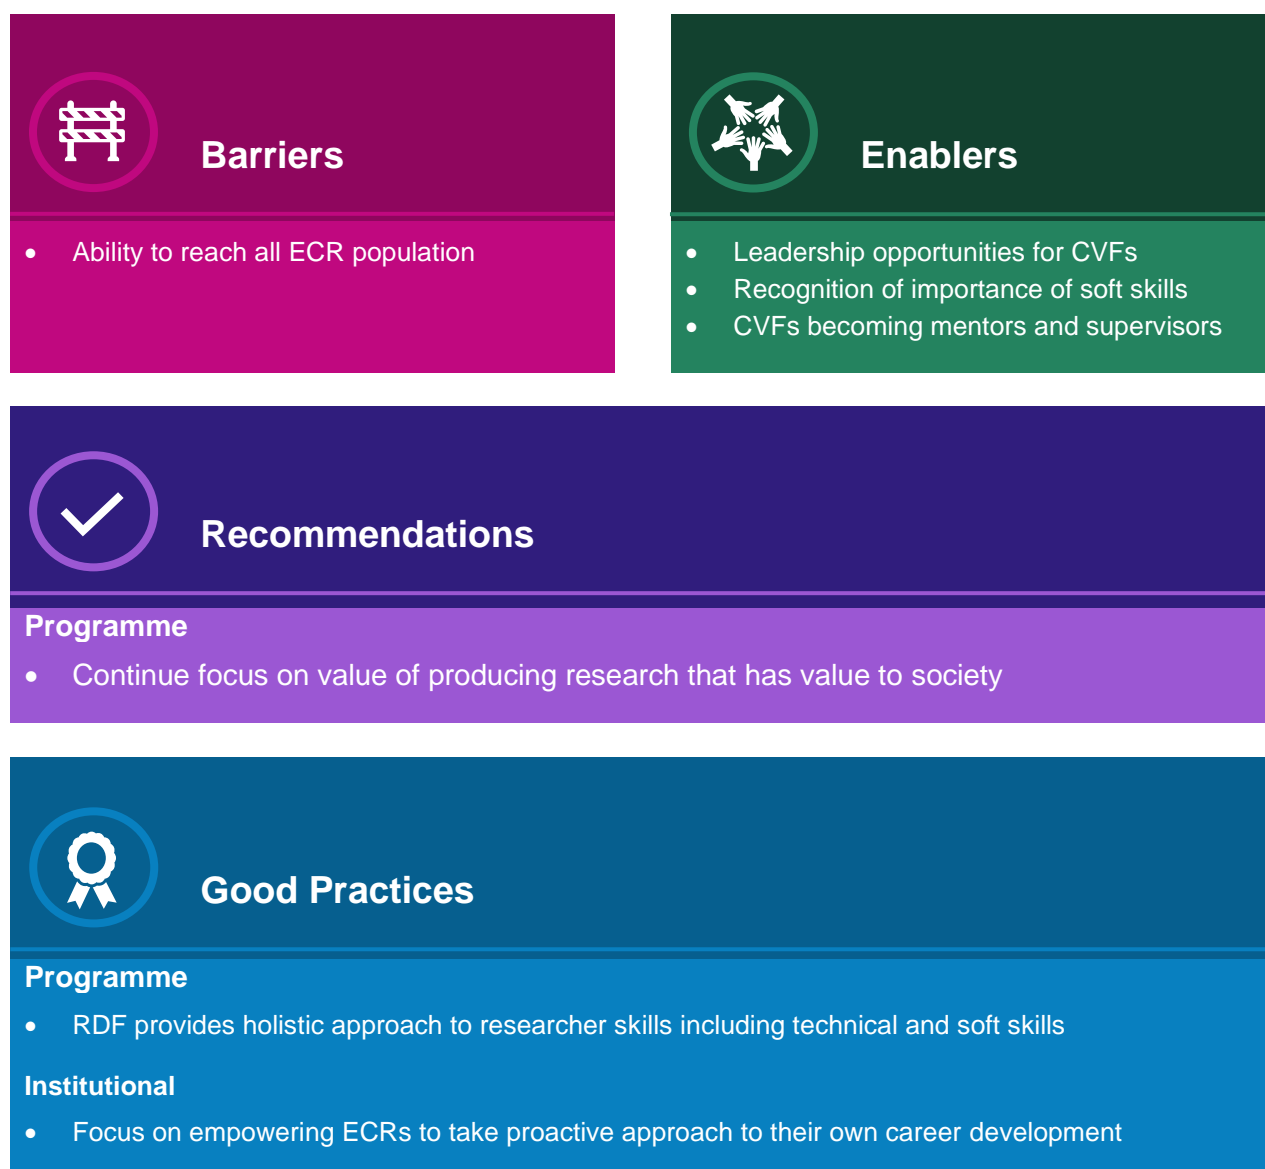 Barriers
• Ability to reach all ECR population
Enablers
• Leadership opportunities for CVFs
• Recognition of importance of soft skills
• CVFs becoming mentors and supervisors
Recommendations
Programme
• Continue focus on value of producing research that has value to society
Good Practices
Programme
• RDF provides holistic approach to researcher skills including technical and soft skills
Institutional
• Focus on empowering ECRs to take proactive approach to their own career development